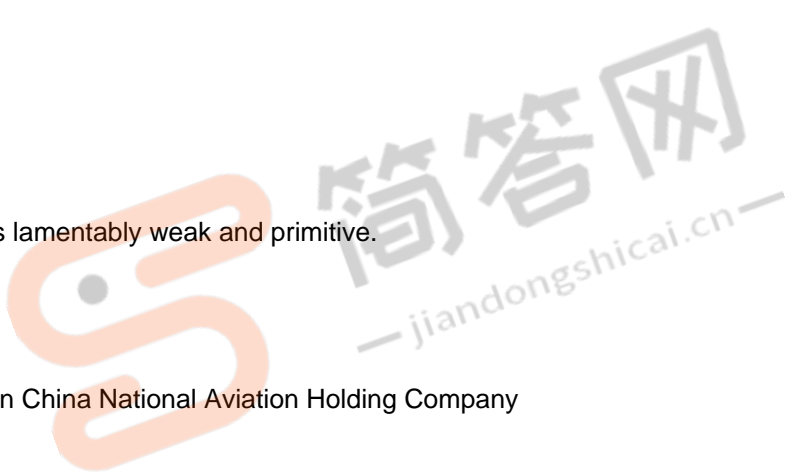 简答网
s lamentably weak and primitive.
jiandongshicai.cn
n China National Aviation Holding Company